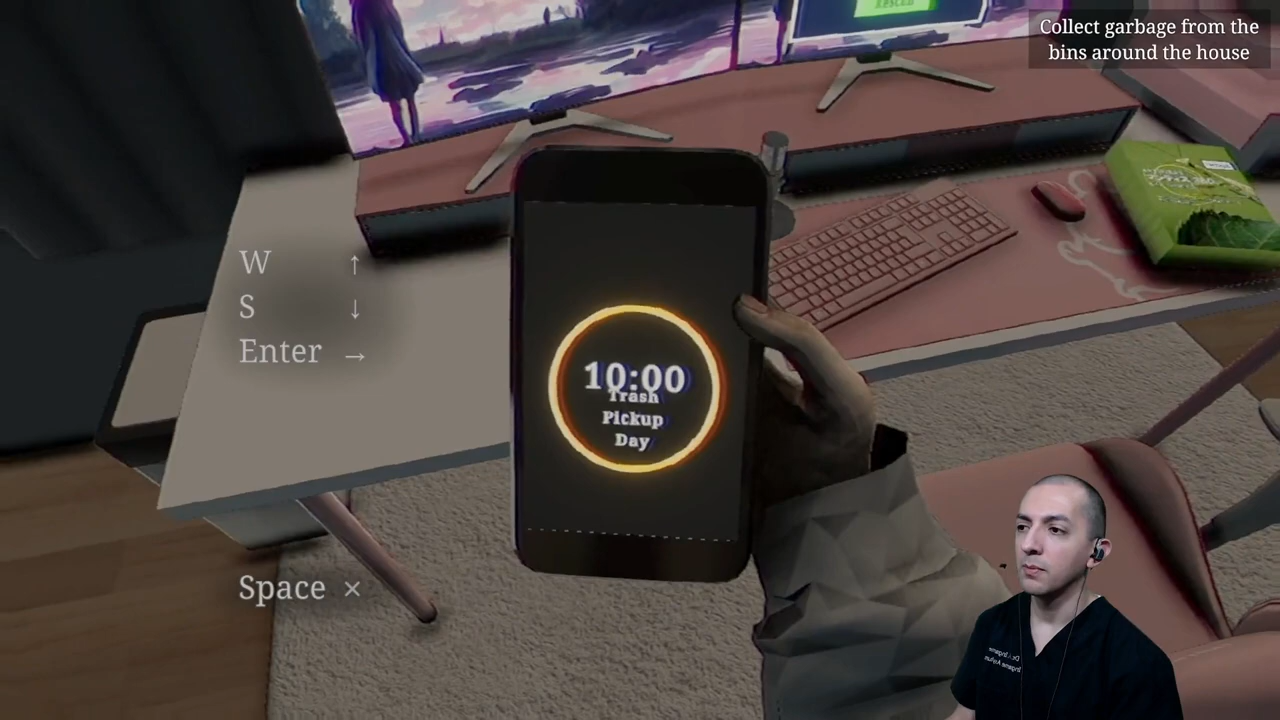 Collect garbage from the
bins around the house
W ↑
S ↓
Enter →
10:00
Trash
Pickup
Day
Space ×